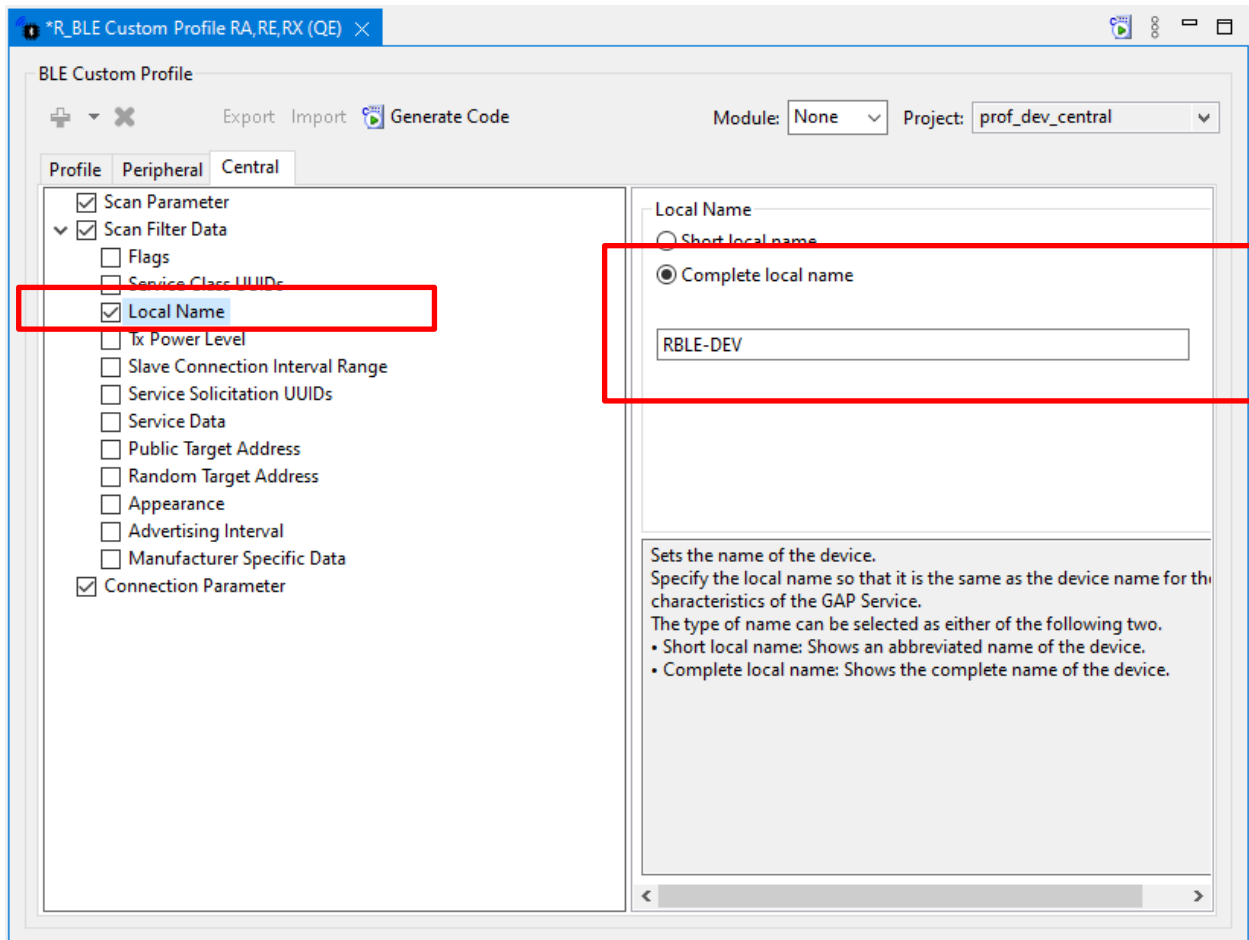 *R_BLE Custom Profile RA,RE,RX (QE)
BLE Custom Profile
Export Import Generate Code Module: None Project: prof_dev_central
Profile Peripheral Central
Scan Parameter
Scan Filter Data
Flags
Service Class UUIDs
Local Name
Tx Power Level
Slave Connection Interval Range
Service Solicitation UUIDs
Service Data
Public Target Address
Random Target Address
Appearance
Advertising Interval
Manufacturer Specific Data
Connection Parameter
Local Name
Short local name
Complete local name
RBLE-DEV
Sets the name of the device.
Specify the local name so that it is the same as the device name for th
characteristics of the GAP Service.
The type of name can be selected as either of the following two.
• Short local name: Shows an abbreviated name of the device.
• Complete local name: Shows the complete name of the device.